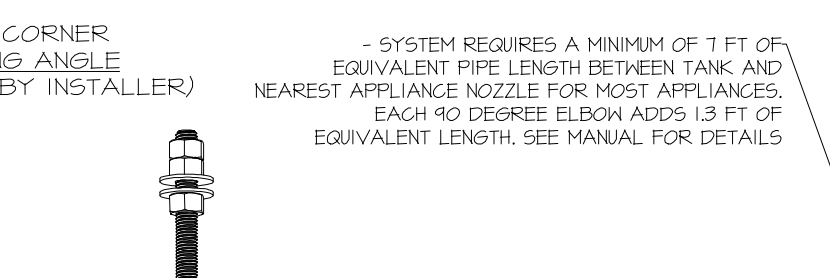 CORNER
ANGLE
BY INSTALLER)
- SYSTEM REQUIRES A MINIMUM OF 7 FT OF
EQUIVALENT PIPE LENGTH BETWEEN TANK AND
NEAREST APPLIANCE NOZZLE FOR MOST APPLIANCES.
EACH 90 DEGREE ELBOW ADDS 1.3 FT OF
EQUIVALENT LENGTH. SEE MANUAL FOR DETAILS